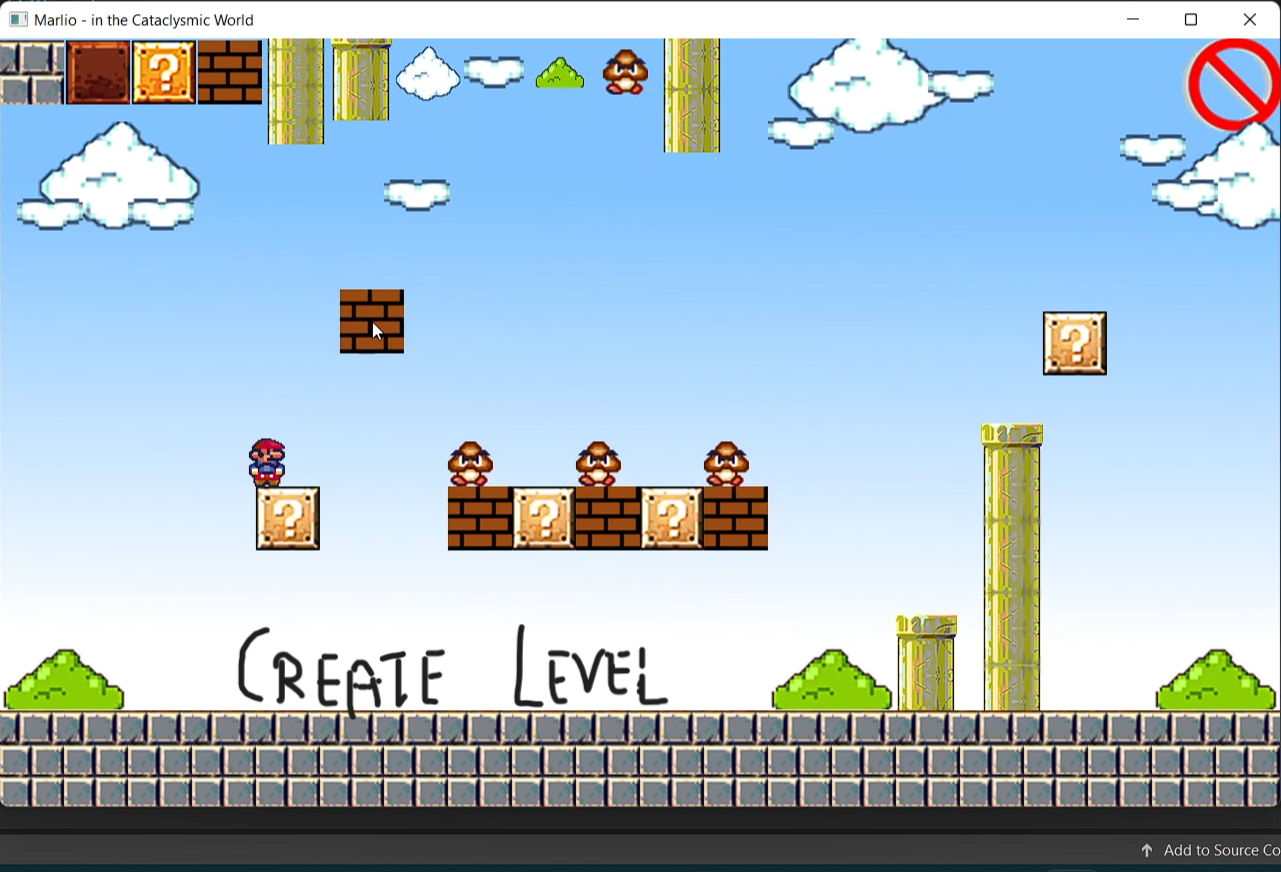 Marlio - in the Cataclysmic World
?
?
? ?
?
CREATE LEVEL
Add to Source Co